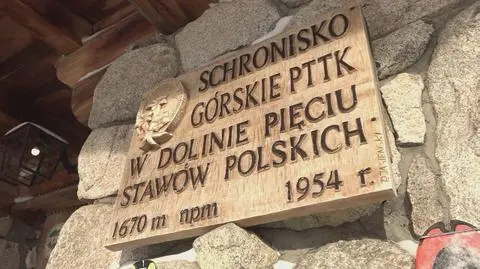 SCHRONISKO
GÓRSKIE PTTK
W DOLINIE PIĘCIU
STAWÓW POLSKICH
1670 m npm 1954 r.